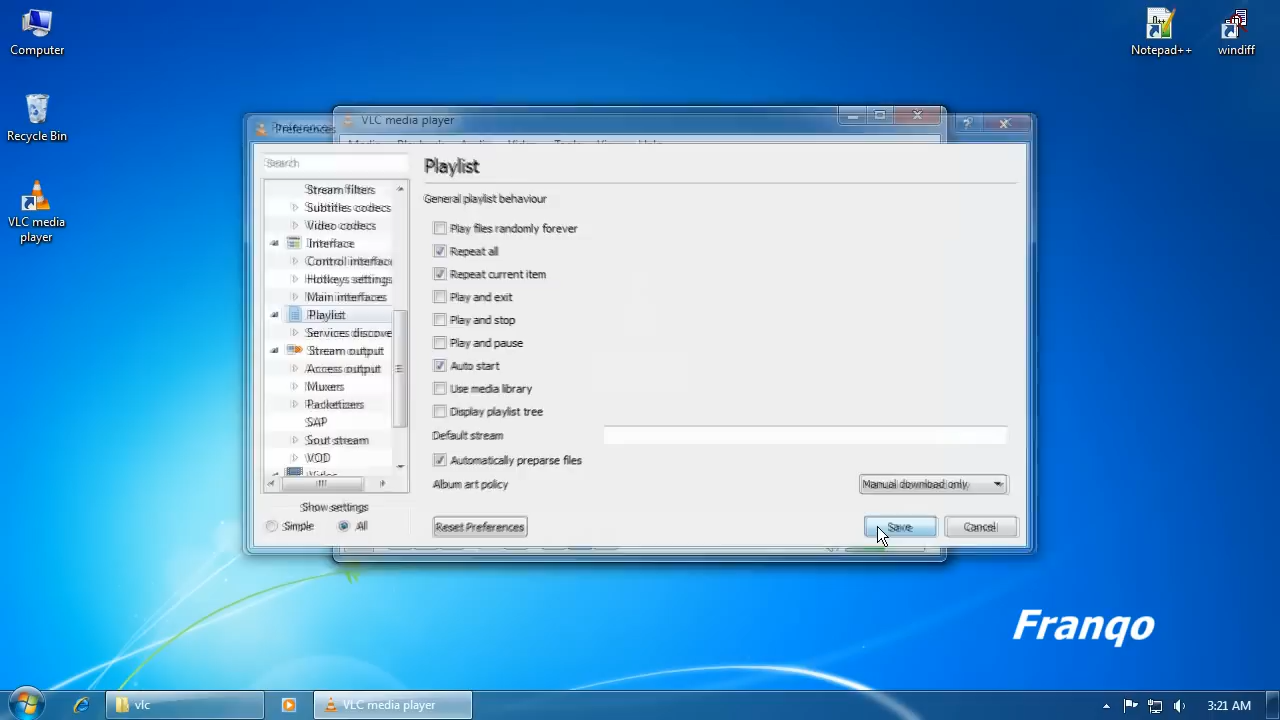 Computer
Recycle Bin
VLC media
player
Notepad++
windiff
Preferences
VLC media player
Search
Stream filters
Subtitles codecs
Video codecs
Interface
Control interface
Hotkeys settings
Main interfaces
Playlist
Services discove
Stream output
Access output
Muxers
Packetizers
SAP
Sout stream
VOD
Video
Show settings
Simple
All
Playlist
General playlist behaviour
Play files randomly forever
Repeat all
Repeat current item
Play and exit
Play and stop
Play and pause
Auto start
Use media library
Display playlist tree
Default stream
Automatically preparse files
Album art policy
Manual download only
Reset Preferences
Save
Cancel
Franqo
vlc
VLC media player
3:21 AM